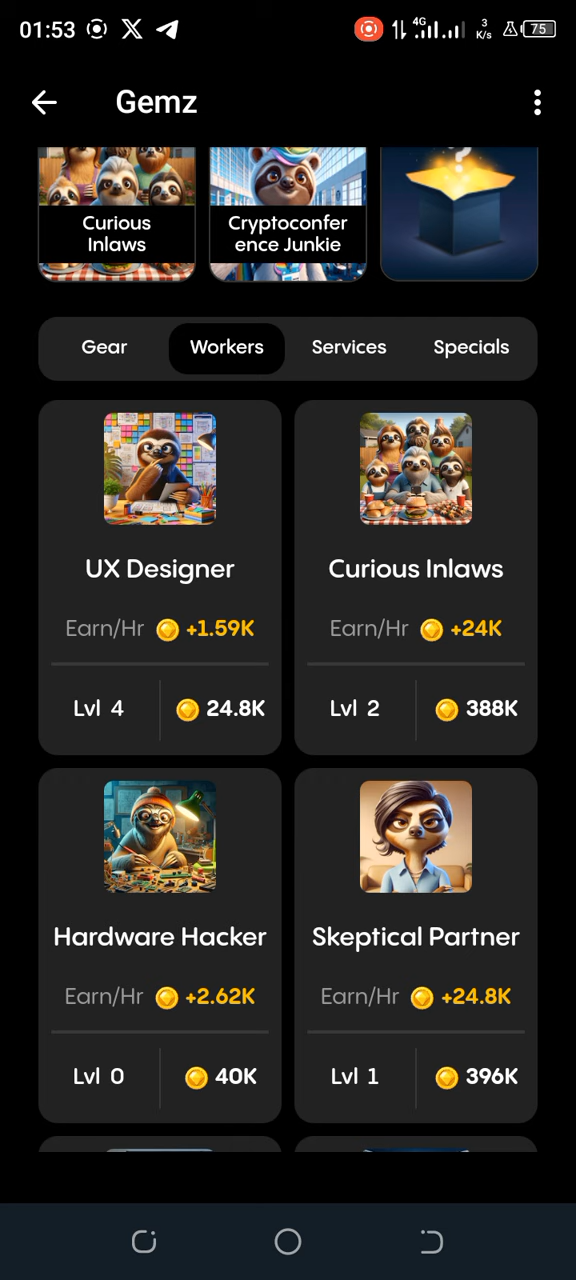 01:53
4G
3
K/s
75
Gemz
Curious
Inlaws
Cryptoconfer
ence Junkie
Gear
Workers
Services
Specials
UX Designer
Curious Inlaws
Earn/Hr +1.59K
Earn/Hr +24K
Lvl 4
24.8K
Lvl 2
388K
Hardware Hacker
Skeptical Partner
Earn/Hr +2.62K
Earn/Hr +24.8K
Lvl 0
40K
Lvl 1
396K